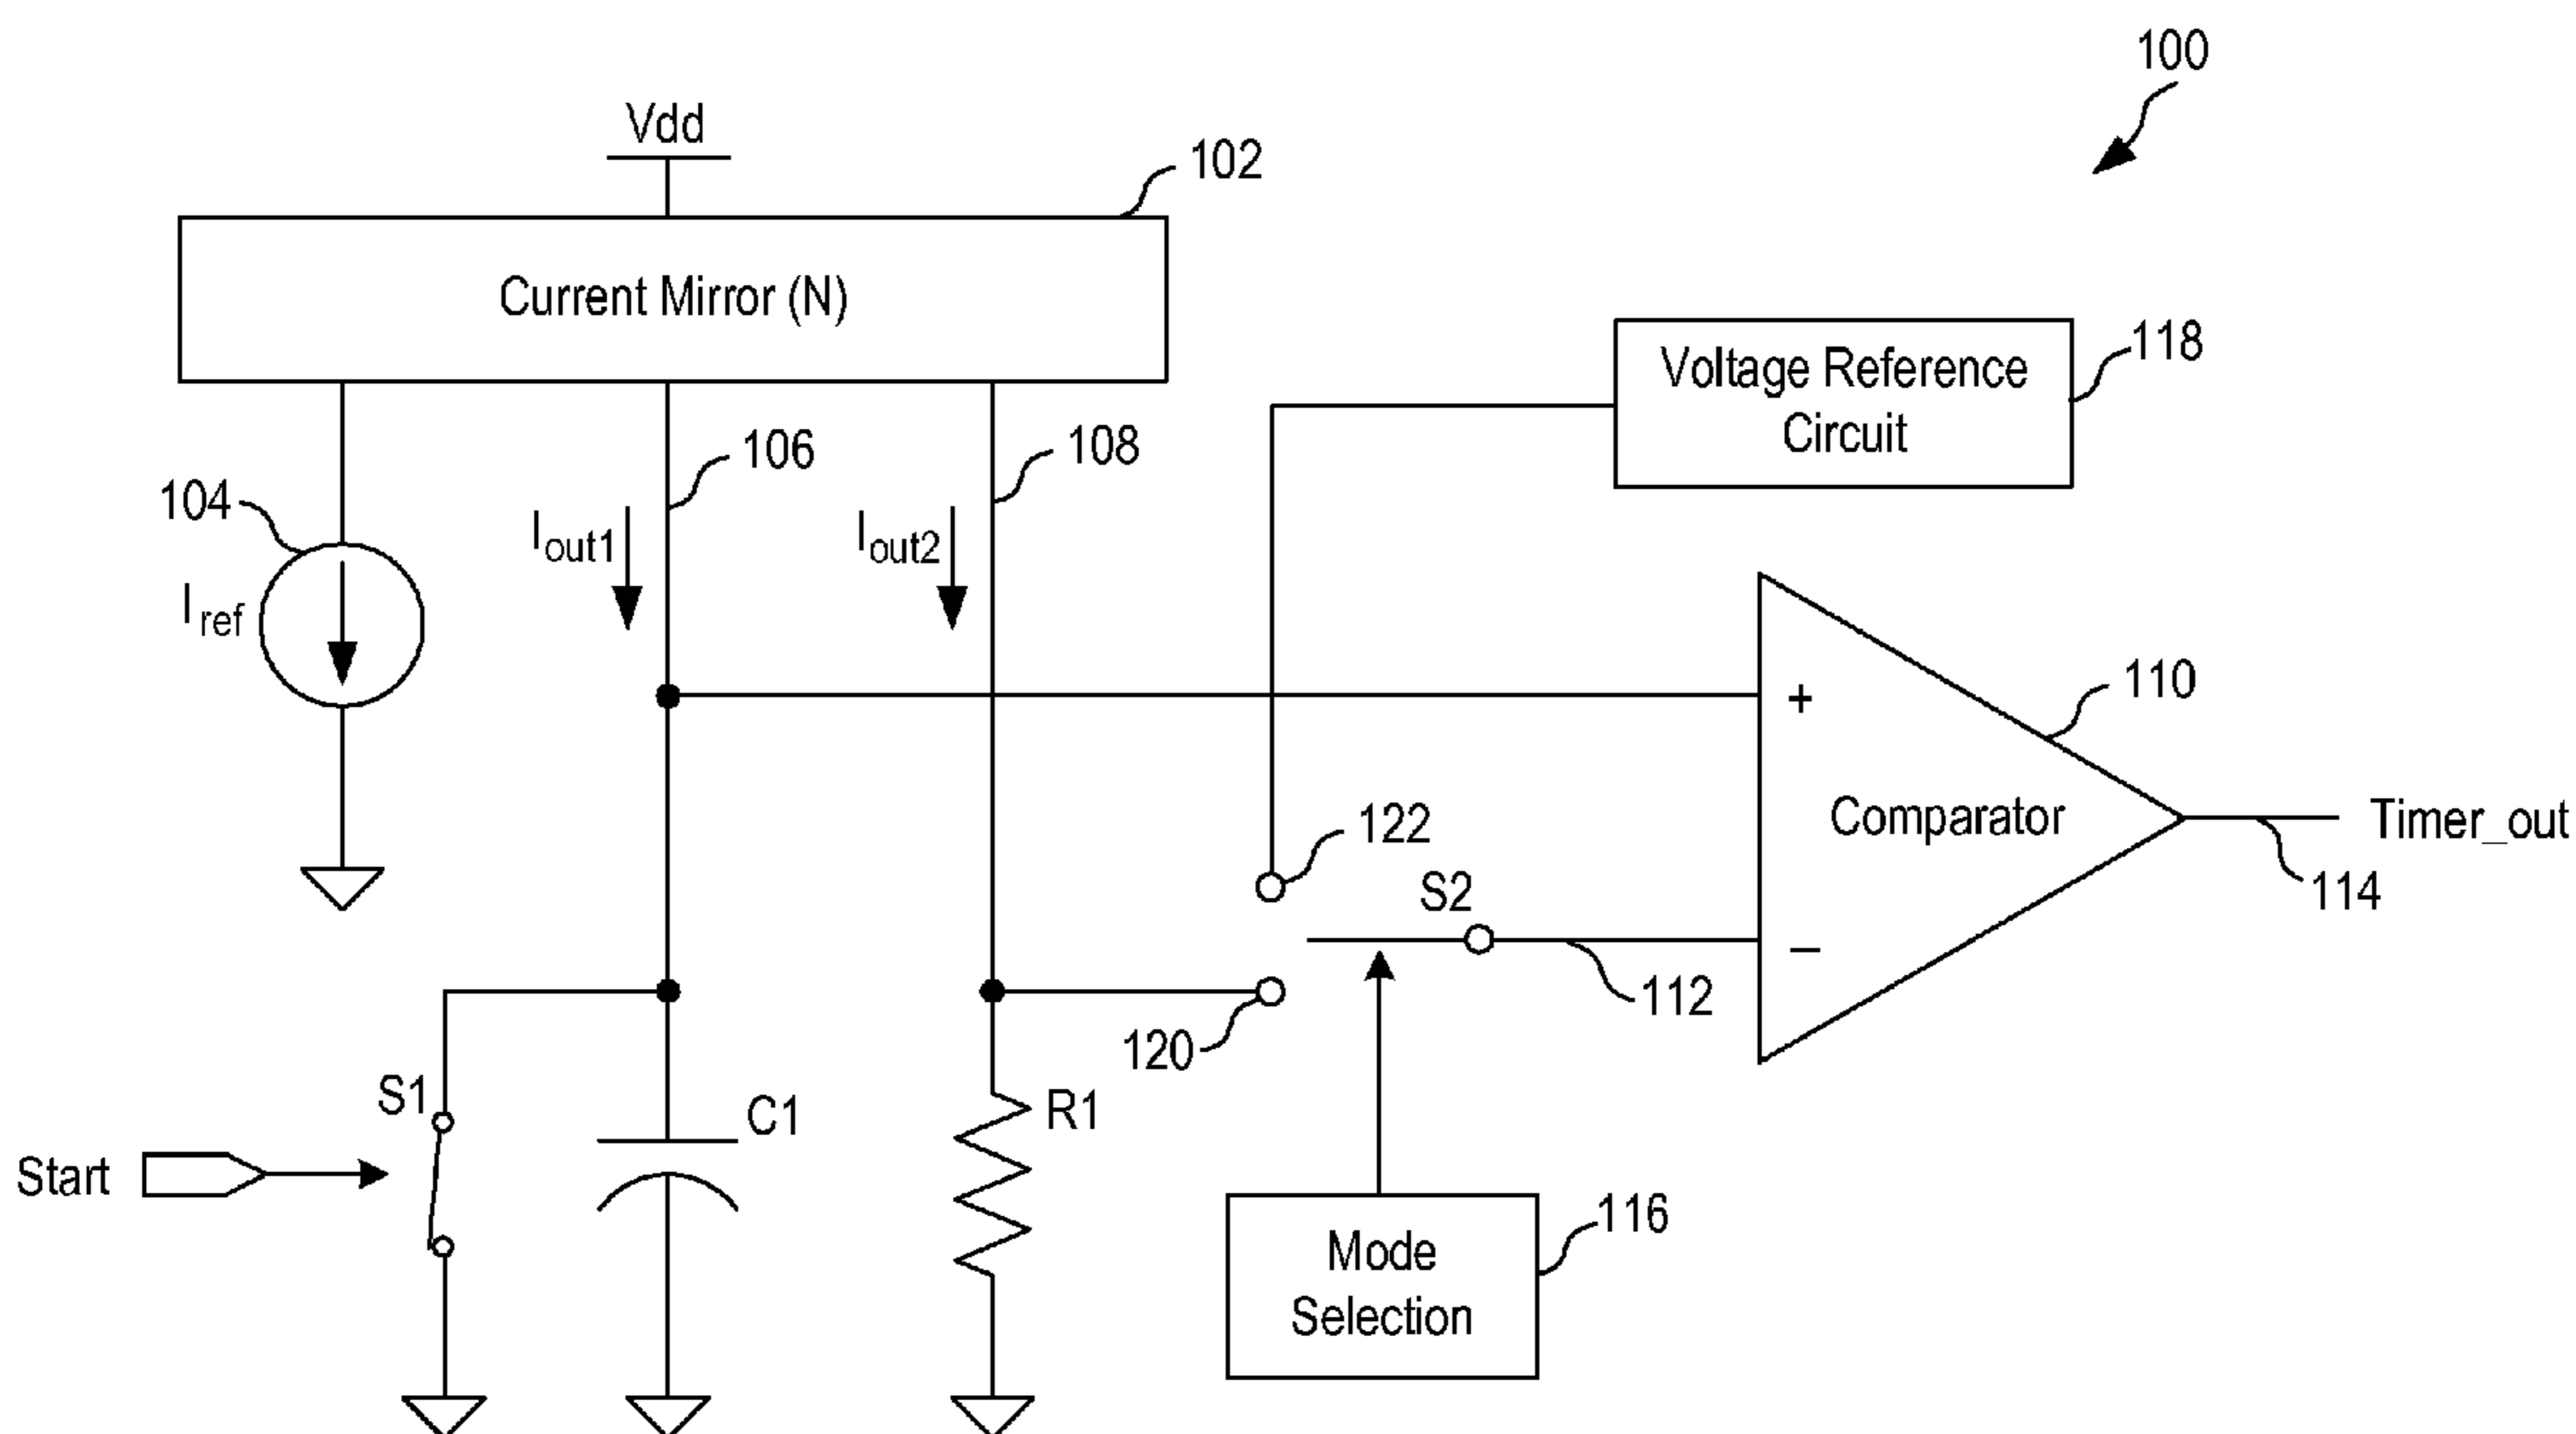 100
Vdd
102
Current Mirror (N)
118
Voltage Reference
Circuit
106
108
104
Iout1
Iout2
Iref
110
+
Comparator
Timer_out
122
S2
114
–
112
120
S1
C1
R1
Start
116
Mode
Selection